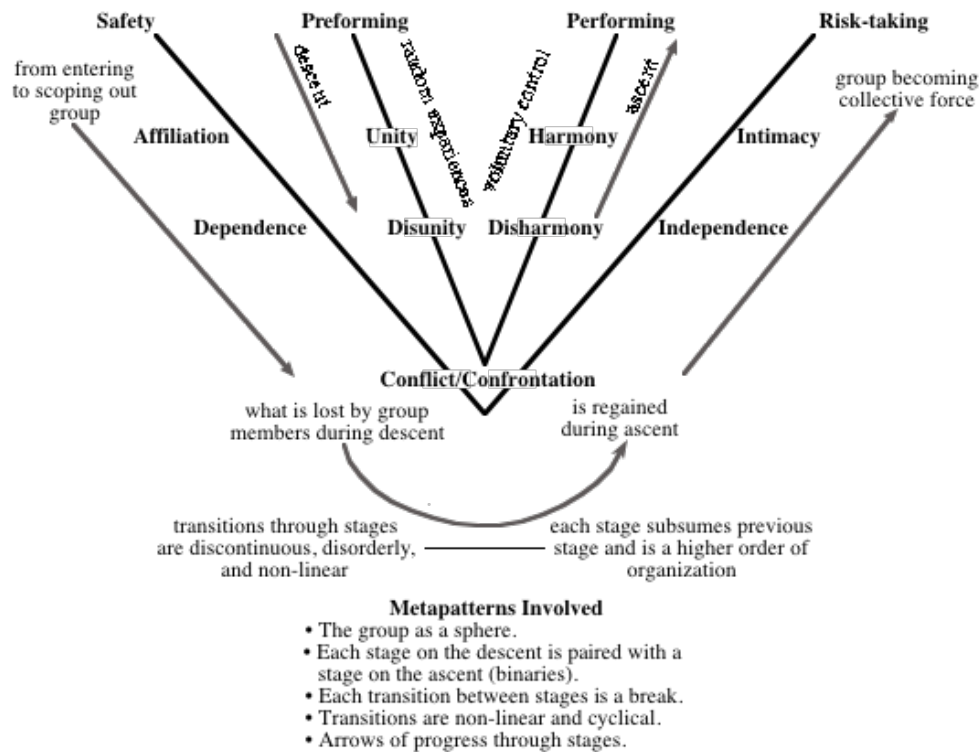 Safety
Preforming
Performing
Risk-taking
from entering
to scoping out
group
descent
random experiences
voluntary control
ascent
group becoming
collective force
Affiliation
Unity
Harmony
Intimacy
Dependence
Disunity
Disharmony
Independence
Conflict/Confrontation
what is lost by group
members during descent
is regained
during ascent
transitions through stages
are discontinuous, disorderly,
and non-linear
each stage subsumes previous
stage and is a higher order of
organization
Metapatterns Involved
• The group as a sphere.
• Each stage on the descent is paired with a
stage on the ascent (binaries).
• Each transition between stages is a break.
• Transitions are non-linear and cyclical.
• Arrows of progress through stages.